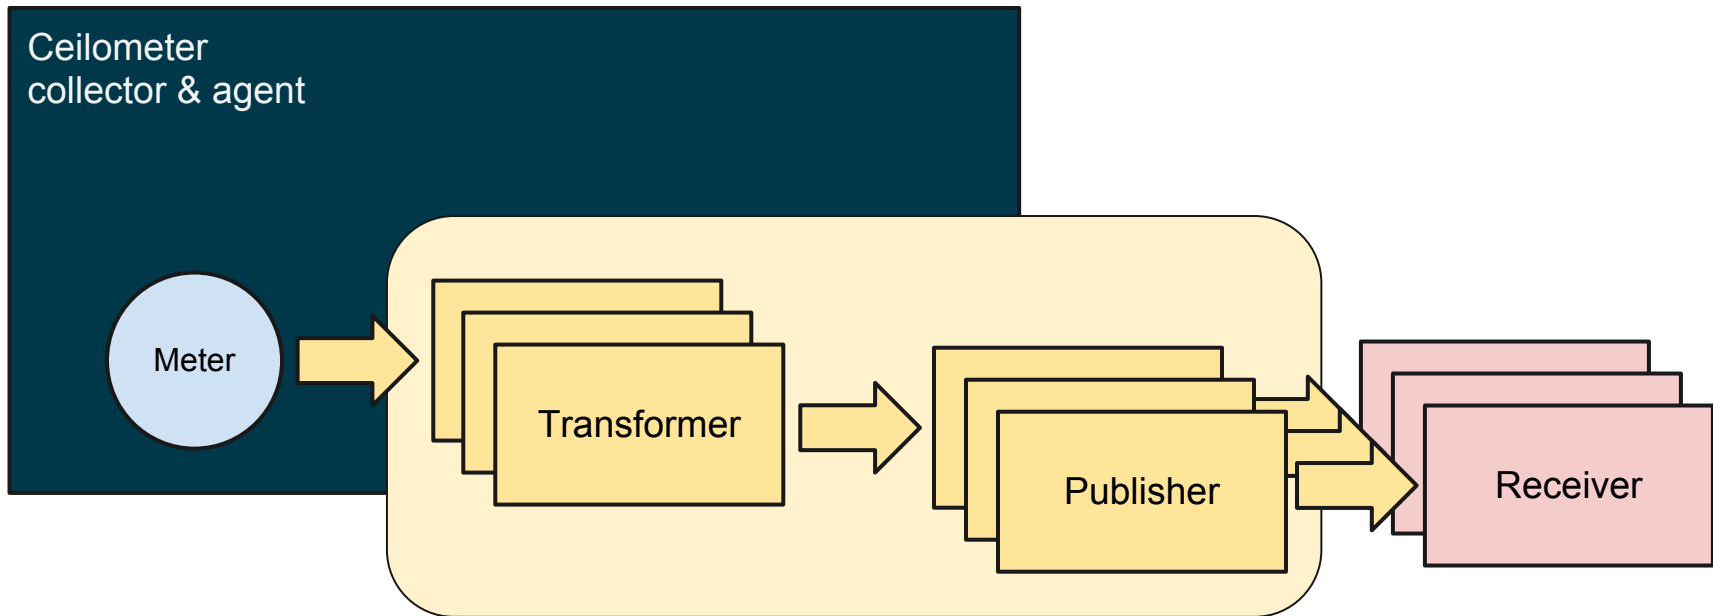 Ceilometer
collector & agent
Meter
Transformer
Publisher
Receiver